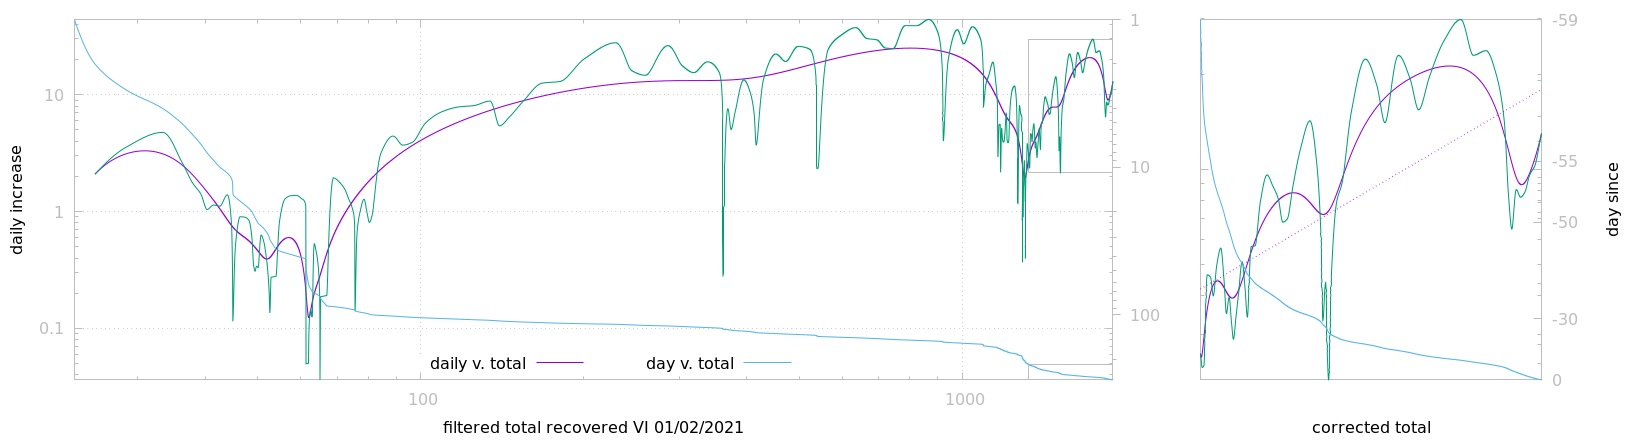 1
-59
10
daily increase
10
-55
1
-50
day since
0.1
100
-30
daily v. total
day v. total
0
100
1000
filtered total recovered VI 01/02/2021
corrected total